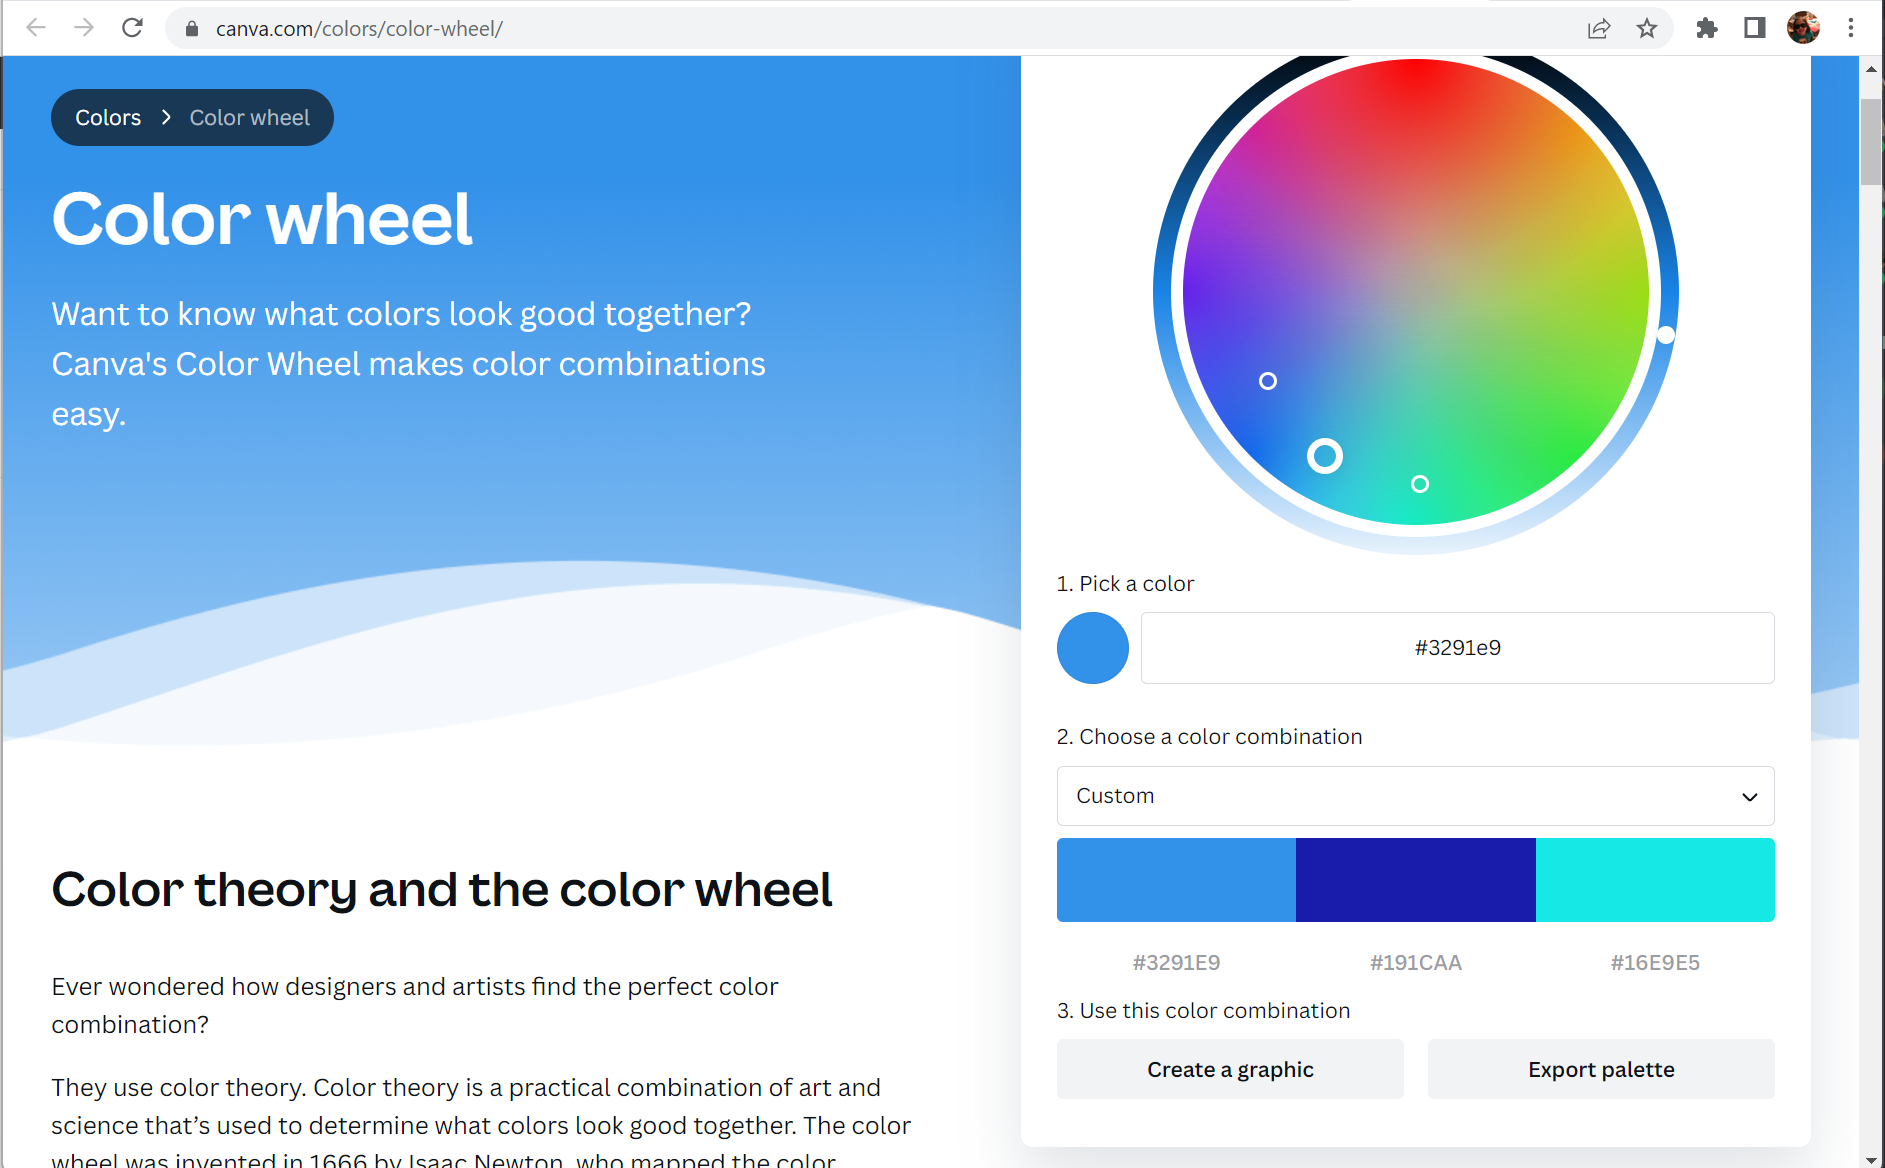 canva.com/colors/color-wheel/
Colors
Color wheel
Color wheel
Want to know what colors look good together?
Canva's Color Wheel makes color combinations
easy.
1. Pick a color
#3291e9
2. Choose a color combination
Custom
#3291E9
#191CAA
#16E9E5
3. Use this color combination
Create a graphic
Export palette
Color theory and the color wheel
Ever wondered how designers and artists find the perfect color
combination?
They use color theory. Color theory is a practical combination of art and
science that’s used to determine what colors look good together. The color
wheel was invented in 1666 by Isaac Newton, who mapped the color